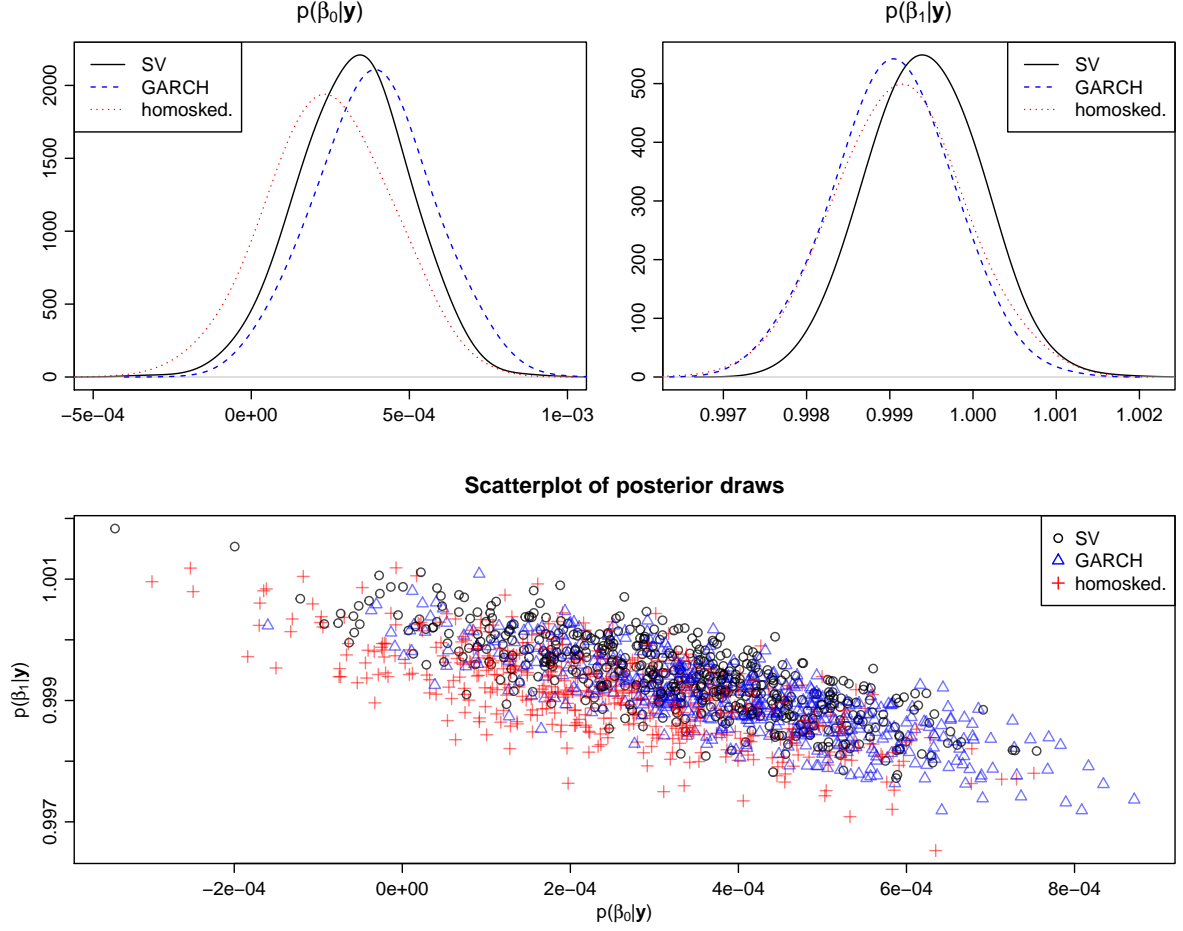 p(β₀|y)
p(β₁|y)
SV
GARCH
homosked.
2000
1500
1000
500
0
−5e−04 0e+00 5e−04 1e−03
SV
GARCH
homosked.
500
400
300
200
100
0
0.997 0.998 0.999 1.000 1.001 1.002
Scatterplot of posterior draws
SV
GARCH
homosked.
p(β₁|y)
1.001
0.999
0.997
−2e−04 0e+00 2e−04 4e−04 6e−04 8e−04
p(β₀|y)